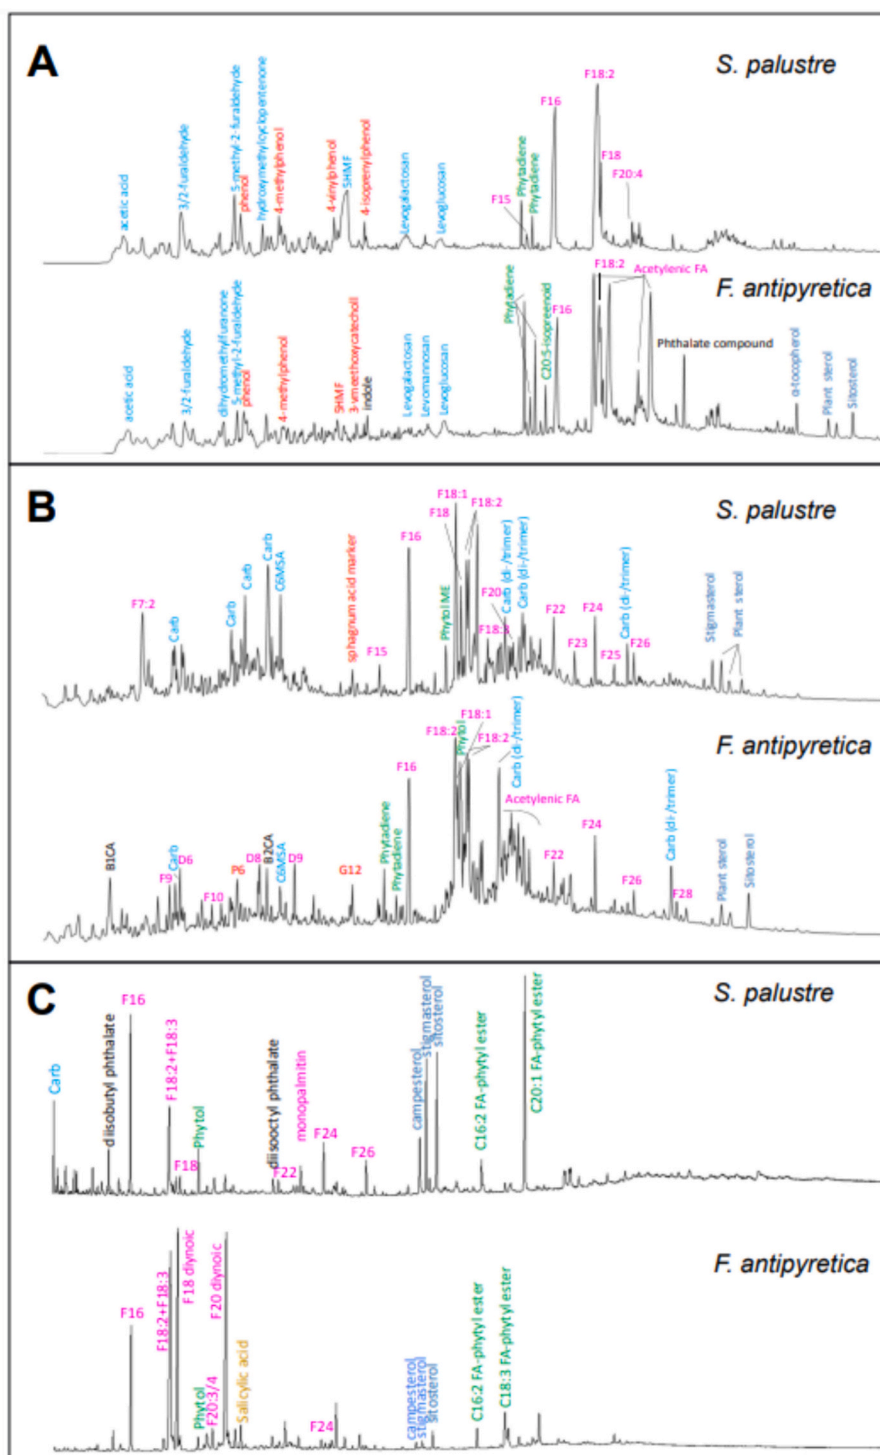 A
S. palustre
acetic acid
3/2-furaldehyde
5-methyl-2-furaldehyde
phenol
hydroxymethylcyclopentenone
4-methylphenol
4-vinylphenol
5HMF
4-isoprenylphenol
Levogalactosan
Levoglucosan
F15
Phytadiene
Phytadiene
F16
F18:2
F18
F20:4
F. antipyretica
acetic acid
3/2-furaldehyde
dihydromethylfuranone
5-methyl-2-furaldehyde
phenol
4-methylphenol
5HMF
indole
Levogalactosan
Levomannosan
Levoglucosan
Phytadiene
C20:5-isopreenoid
F16
F18:2
Acetylenic FA
Phthalate compound
α-tocopherol
Plant sterol
Sitosterol
B
S. palustre
F7:2
Carb
Carb
Carb
Carb
C6MSA
sphagnum acid marker
F15
F16
Phytol ME
F18
F18:1
F18:2
F18:3
F20
Carb (di-/trimer)
Carb (di-/trimer)
F22
F23
F24
F25
Carb (di-/trimer)
F26
Stigmasterol
Plant sterol
F. antipyretica
B1CA
F9
Carb
D6
F10
P6
D8
B2CA
C6MSA
D9
G12
Phytadiene
Phytadiene
F16
F18:2
Phytol
F18:1
F18:2
Carb (di-/trimer)
Acetylenic FA
F22
F24
F26
Carb (di-/trimer)
F28
Plant sterol
Sitosterol
C
S. palustre
Carb
diisobutyl phthalate
F16
F18:2+F18:3
F18
Phytol
diisooctyl phthalate
F22
monopalmitin
F24
F26
campesterol
stigmasterol
sitosterol
C16:2 FA-phytyl ester
C20:1 FA-phytyl ester
F. antipyretica
F16
F18:2+F18:3
F18 diynoic
Phytol
F20:3/4
F20 diynoic
Salicylic acid
F24
campesterol
stigmasterol
sitosterol
C16:2 FA-phytyl ester
C18:3 FA-phytyl ester